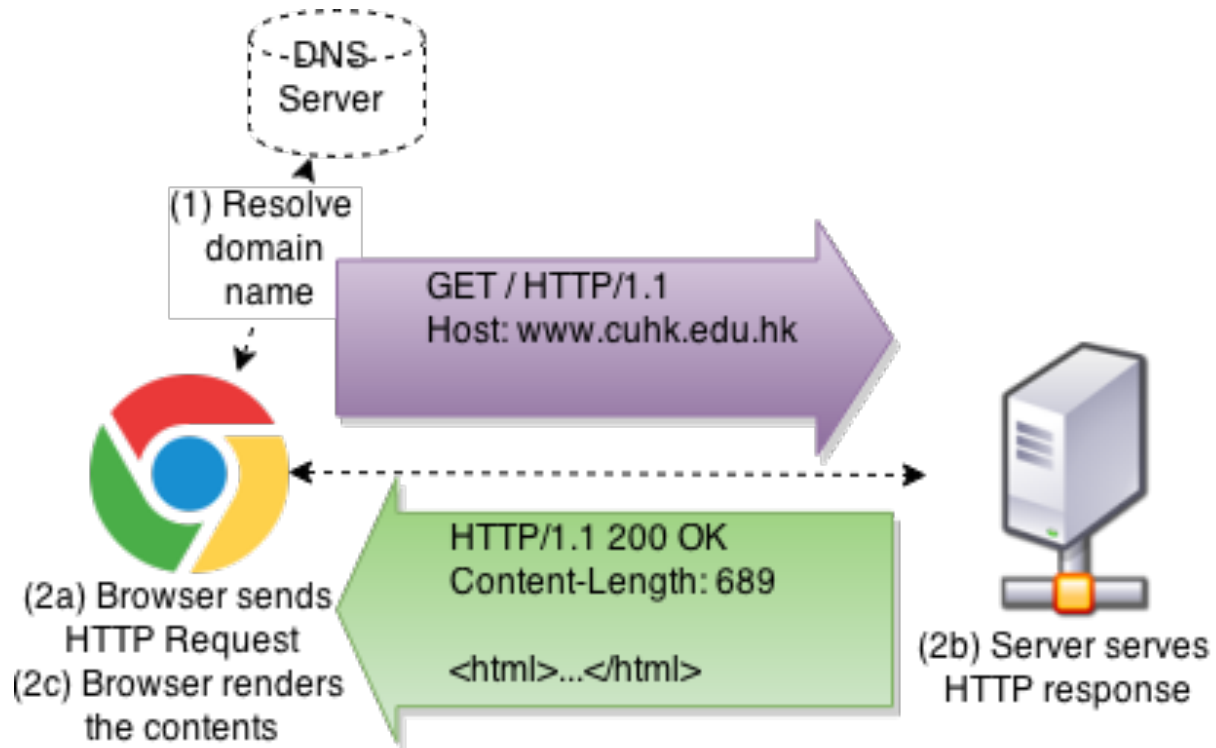 DNS
Server
(1) Resolve
domain
name
GET / HTTP/1.1
Host: www.cuhk.edu.hk
HTTP/1.1 200 OK
Content-Length: 689
<html>...</html>
(2a) Browser sends
HTTP Request
(2c) Browser renders
the contents
(2b) Server serves
HTTP response